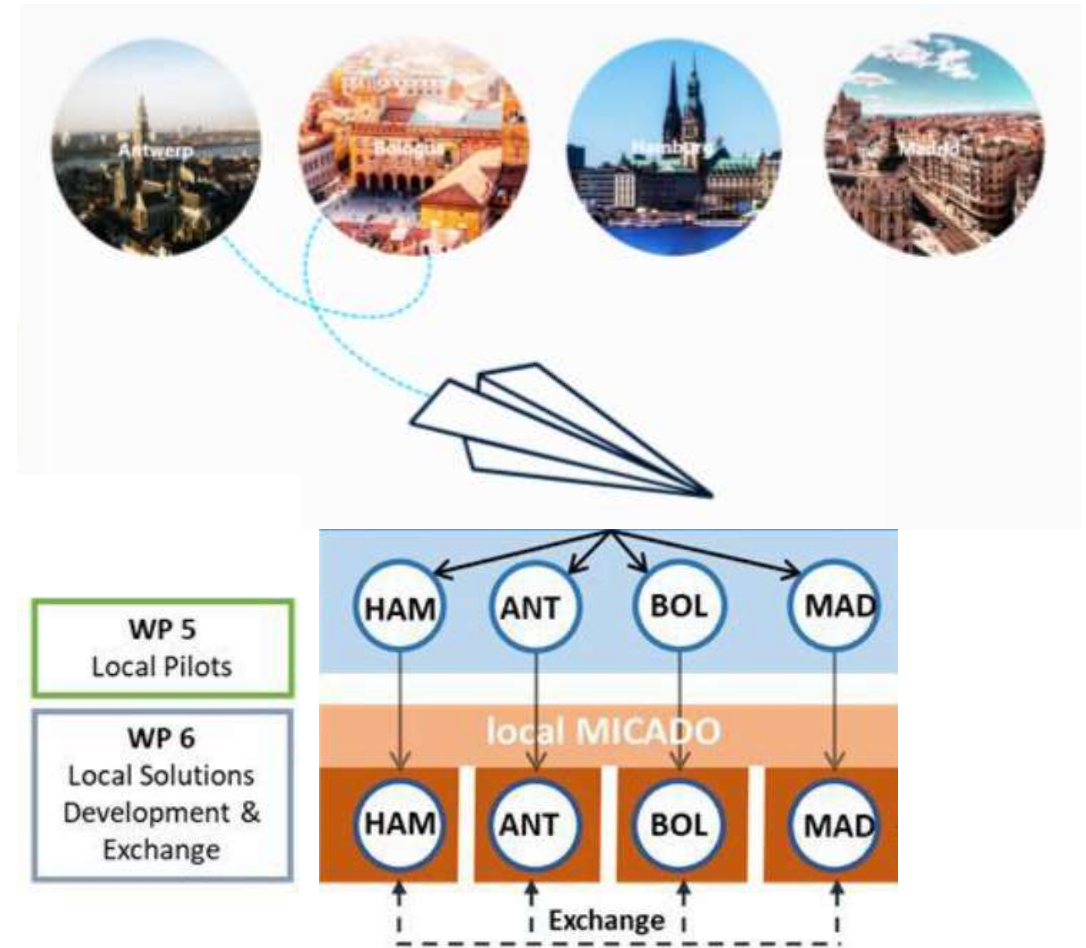 Antwerp
Bologna
Hamburg
Madrid
HAM
ANT
BOL
MAD
WP 5
Local Pilots
WP 6
Local Solutions
Development &
Exchange
local MICADO
HAM
ANT
BOL
MAD
Exchange